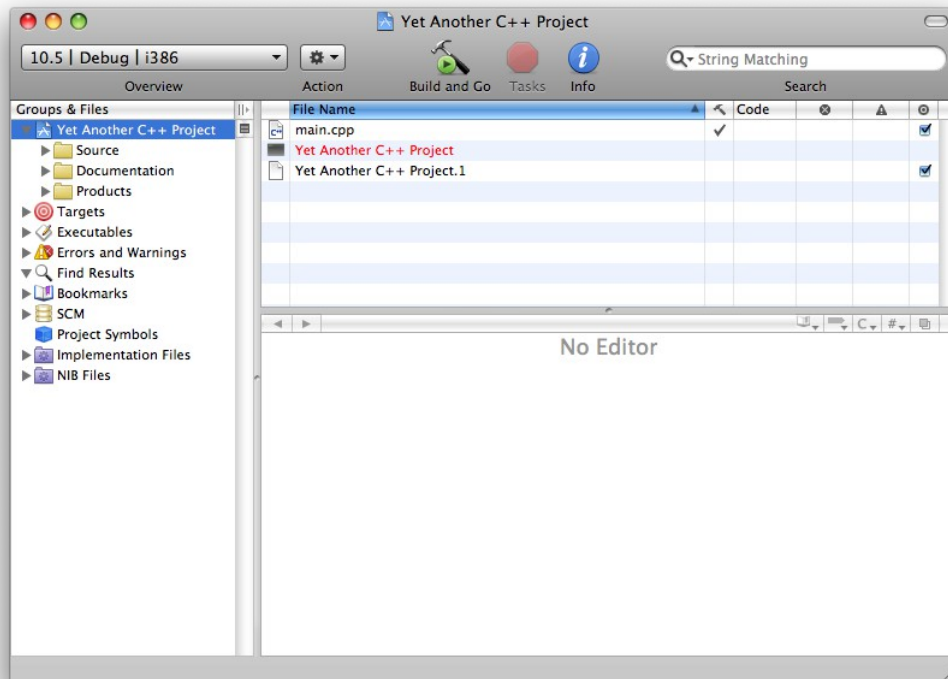 Yet Another C++ Project
10.5 | Debug | i386
String Matching
Overview
Action
Build and Go
Tasks
Info
Search
Groups & Files
File Name
Code
Yet Another C++ Project
Source
Documentation
Products
Targets
Executables
Errors and Warnings
Find Results
Bookmarks
SCM
Project Symbols
Implementation Files
NIB Files
main.cpp
Yet Another C++ Project
Yet Another C++ Project.1
C
#
No Editor